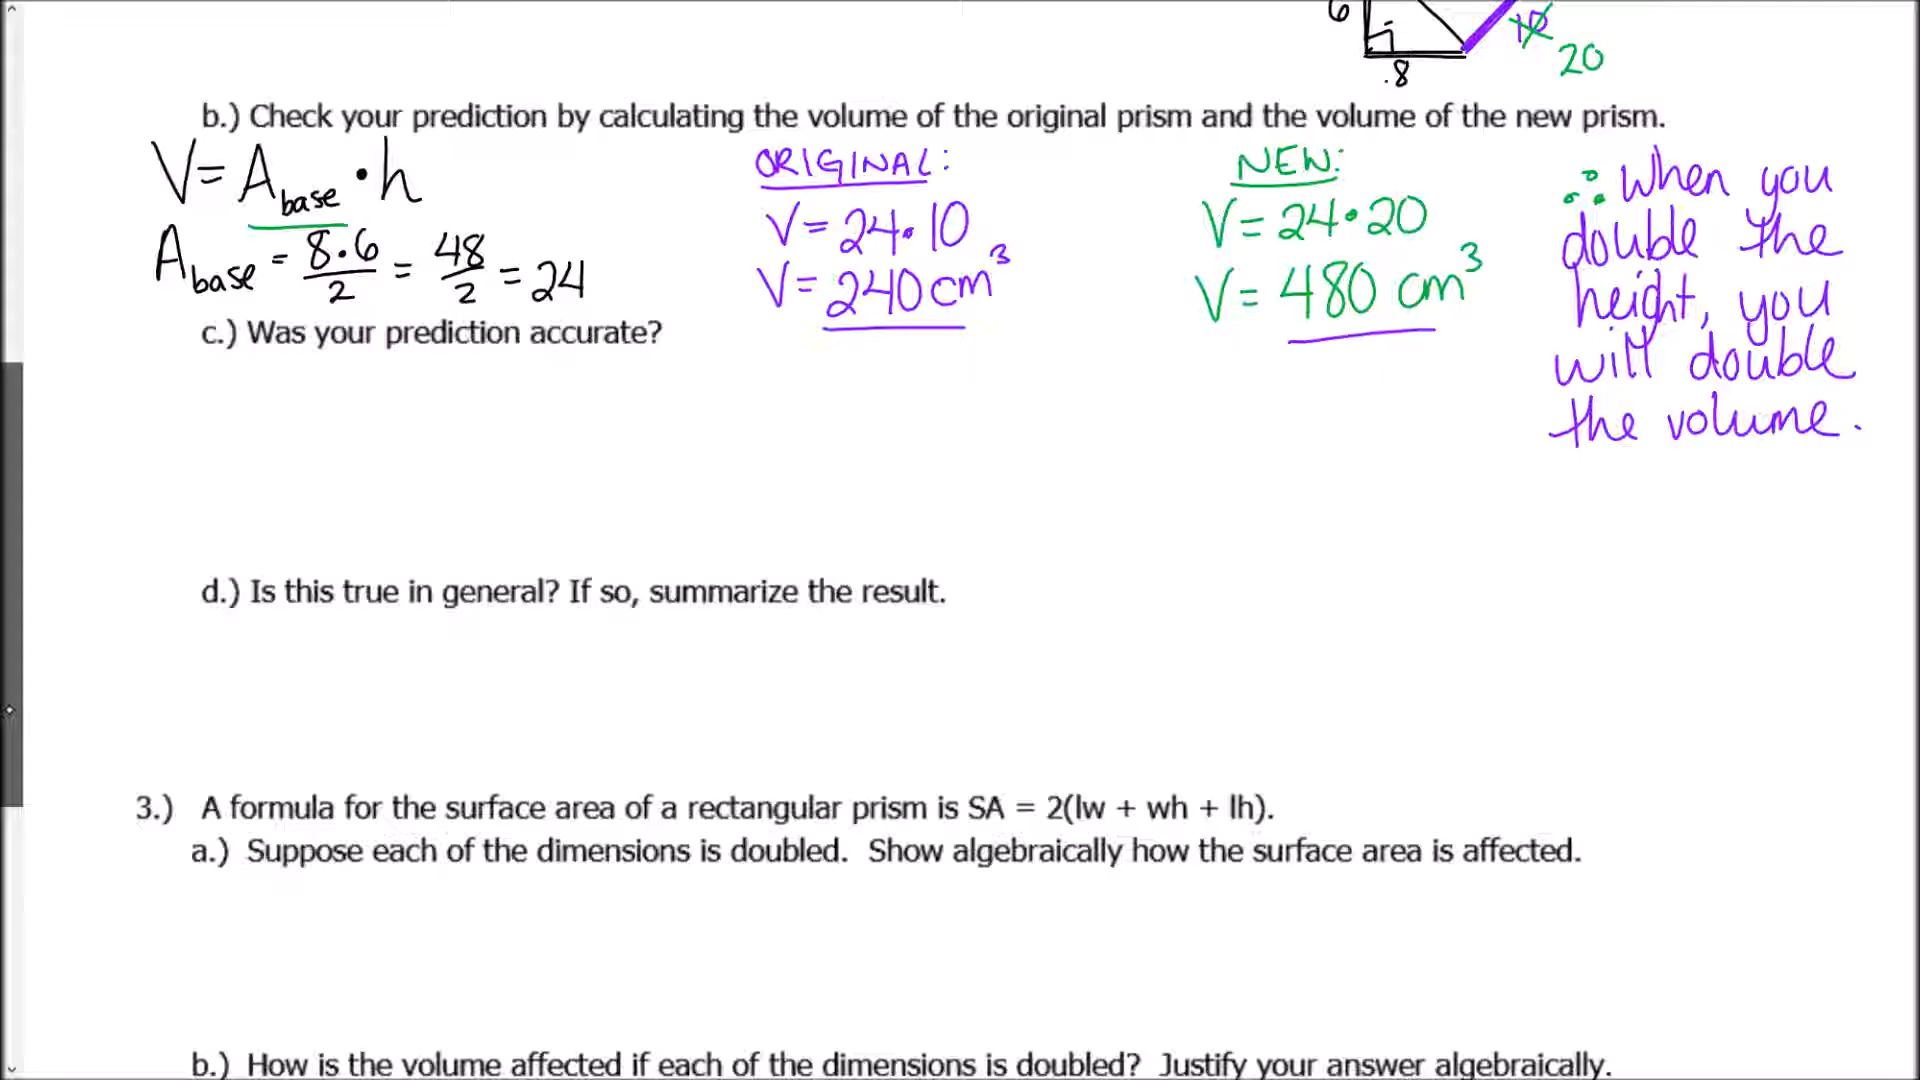 6
10
20
8
b.) Check your prediction by calculating the volume of the original prism and the volume of the new prism.
V = A base • h
A base = 8•6/2 = 48/2 = 24
ORIGINAL:
V = 24•10
V = 240 cm³
NEW:
V = 24•20
V = 480 cm³
∴ When you
double the
height, you
will double
the volume.
c.) Was your prediction accurate?
d.) Is this true in general? If so, summarize the result.
3.) A formula for the surface area of a rectangular prism is SA = 2(lw + wh + lh).
a.) Suppose each of the dimensions is doubled. Show algebraically how the surface area is affected.
b.) How is the volume affected if each of the dimensions is doubled? Justify your answer algebraically.